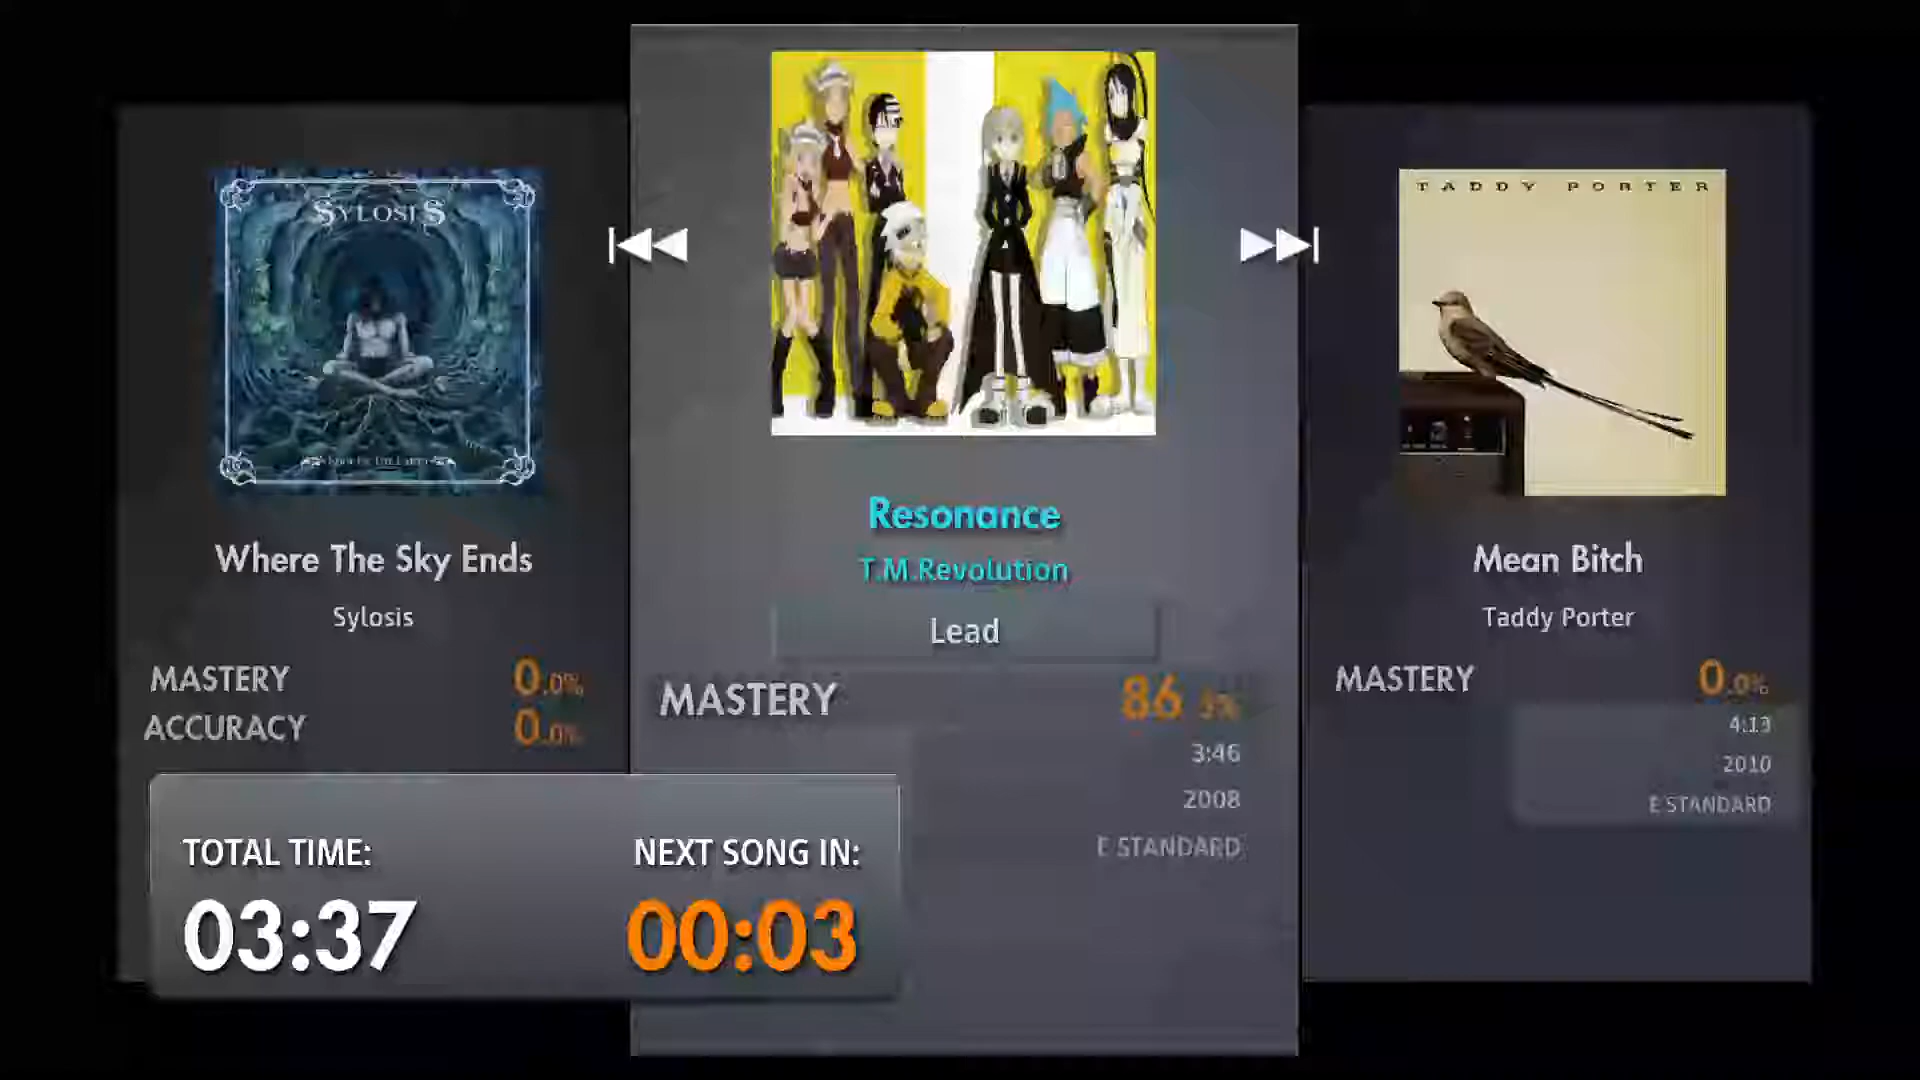 SYLOSIS
Where The Sky Ends
Sylosis
MASTERY 0.0%
ACCURACY 0.0%
TOTAL TIME:
03:37
NEXT SONG IN:
00:03
Resonance
T.M.Revolution
Lead
MASTERY 86
3:46
2008
E STANDARD
TADDY PORTER
Mean Bitch
Taddy Porter
MASTERY 0.0%
4:13
2010
E STANDARD